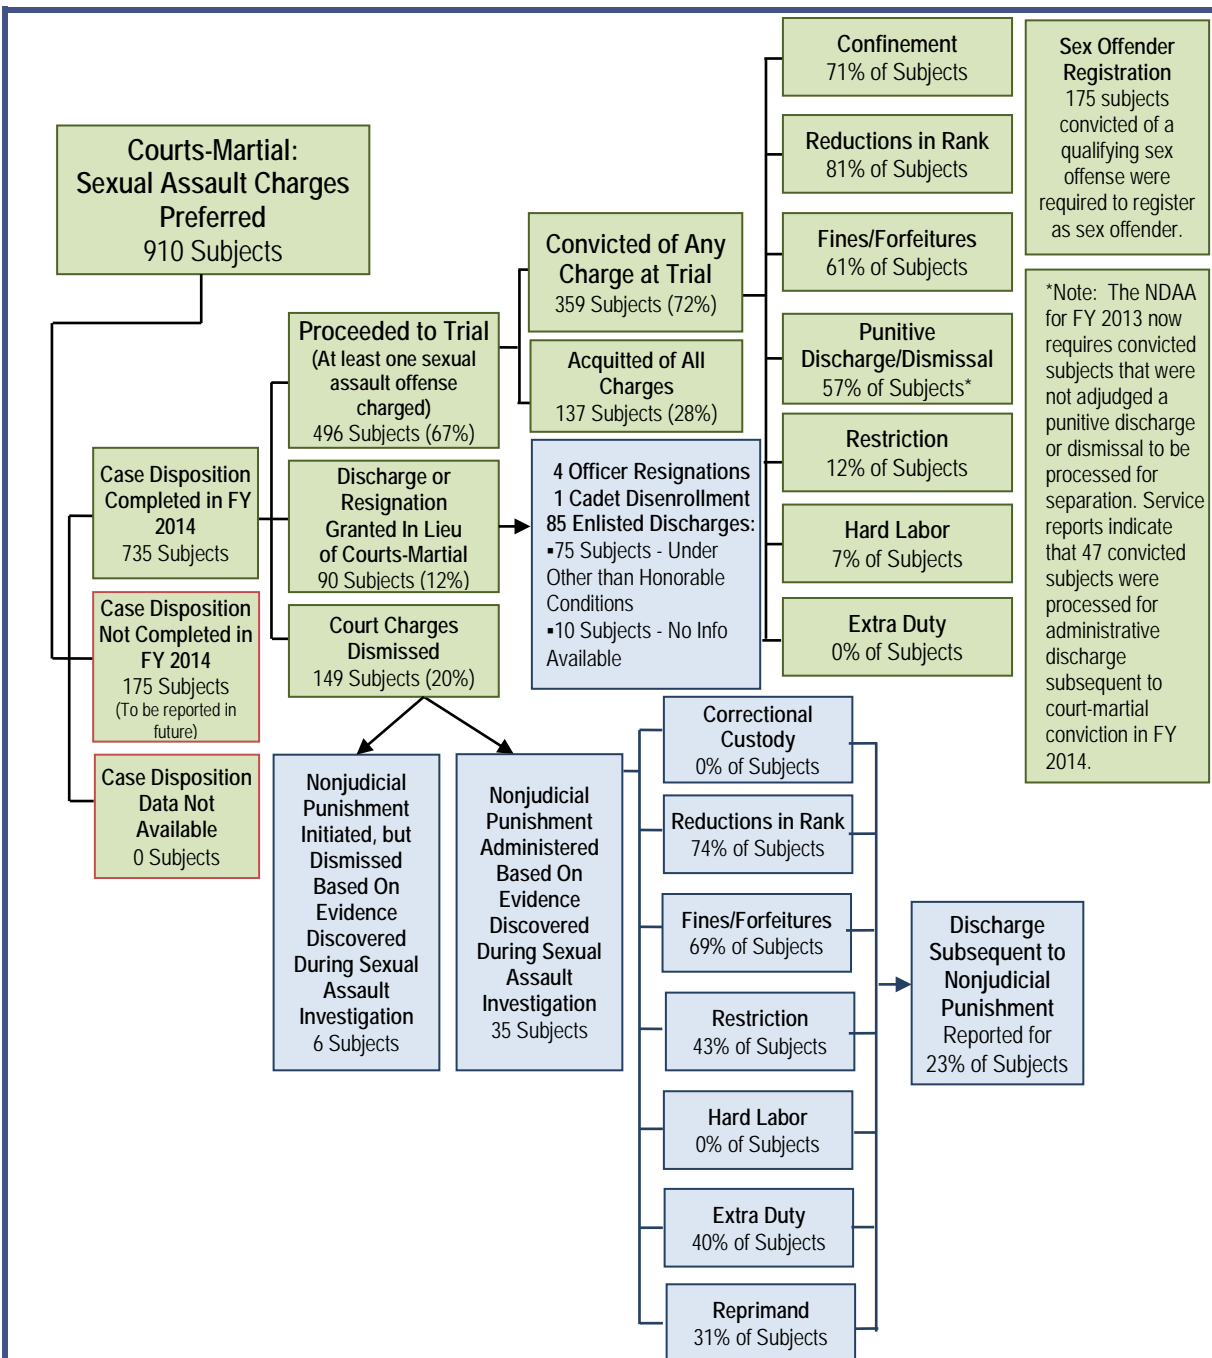 Courts-Martial:
Sexual Assault Charges
Preferred
910 Subjects
Case Disposition
Completed in FY
2014
735 Subjects
Case Disposition
Not Completed in
FY 2014
175 Subjects
(To be reported in
future)
Case Disposition
Data Not
Available
0 Subjects
Proceeded to Trial
(At least one sexual
assault offense
charged)
496 Subjects (67%)
Discharge or
Resignation
Granted In Lieu
of Courts-Martial
90 Subjects (12%)
Court Charges
Dismissed
149 Subjects (20%)
Convicted of Any
Charge at Trial
359 Subjects (72%)
Acquitted of All
Charges
137 Subjects (28%)
4 Officer Resignations
1 Cadet Disenrollment
85 Enlisted Discharges:
▪75 Subjects - Under
Other than Honorable
Conditions
▪10 Subjects - No Info
Available
Confinement
71% of Subjects
Reductions in Rank
81% of Subjects
Fines/Forfeitures
61% of Subjects
Punitive
Discharge/Dismissal
57% of Subjects*
Restriction
12% of Subjects
Hard Labor
7% of Subjects
Extra Duty
0% of Subjects
Sex Offender
Registration
175 subjects
convicted of a
qualifying sex
offense were
required to register
as sex offender.
*Note: The NDAA
for FY 2013 now
requires convicted
subjects that were
not adjudged a
punitive discharge
or dismissal to be
processed for
separation. Service
reports indicate
that 47 convicted
subjects were
processed for
administrative
discharge
subsequent to
court-martial
conviction in FY
2014.
Nonjudicial
Punishment
Initiated, but
Dismissed
Based On
Evidence
Discovered
During Sexual
Assault
Investigation
6 Subjects
Nonjudicial
Punishment
Administered
Based On
Evidence
Discovered
During Sexual
Assault
Investigation
35 Subjects
Correctional
Custody
0% of Subjects
Reductions in Rank
74% of Subjects
Fines/Forfeitures
69% of Subjects
Restriction
43% of Subjects
Hard Labor
0% of Subjects
Extra Duty
40% of Subjects
Reprimand
31% of Subjects
Discharge
Subsequent to
Nonjudicial
Punishment
Reported for
23% of Subjects